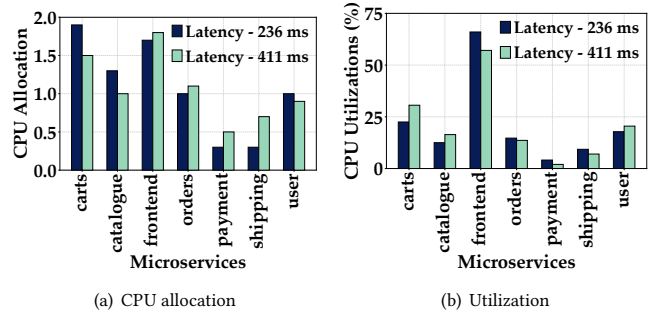 2.0
1.5
1.0
0.5
0.0
CPU Allocation
Latency - 236 ms
Latency - 411 ms
carts
catalogue
frontend
orders
payment
shipping
user
Microservices
(a) CPU allocation
75
50
25
0
CPU Utilizations (%)
Latency - 236 ms
Latency - 411 ms
carts
catalogue
frontend
orders
payment
shipping
user
Microservices
(b) Utilization